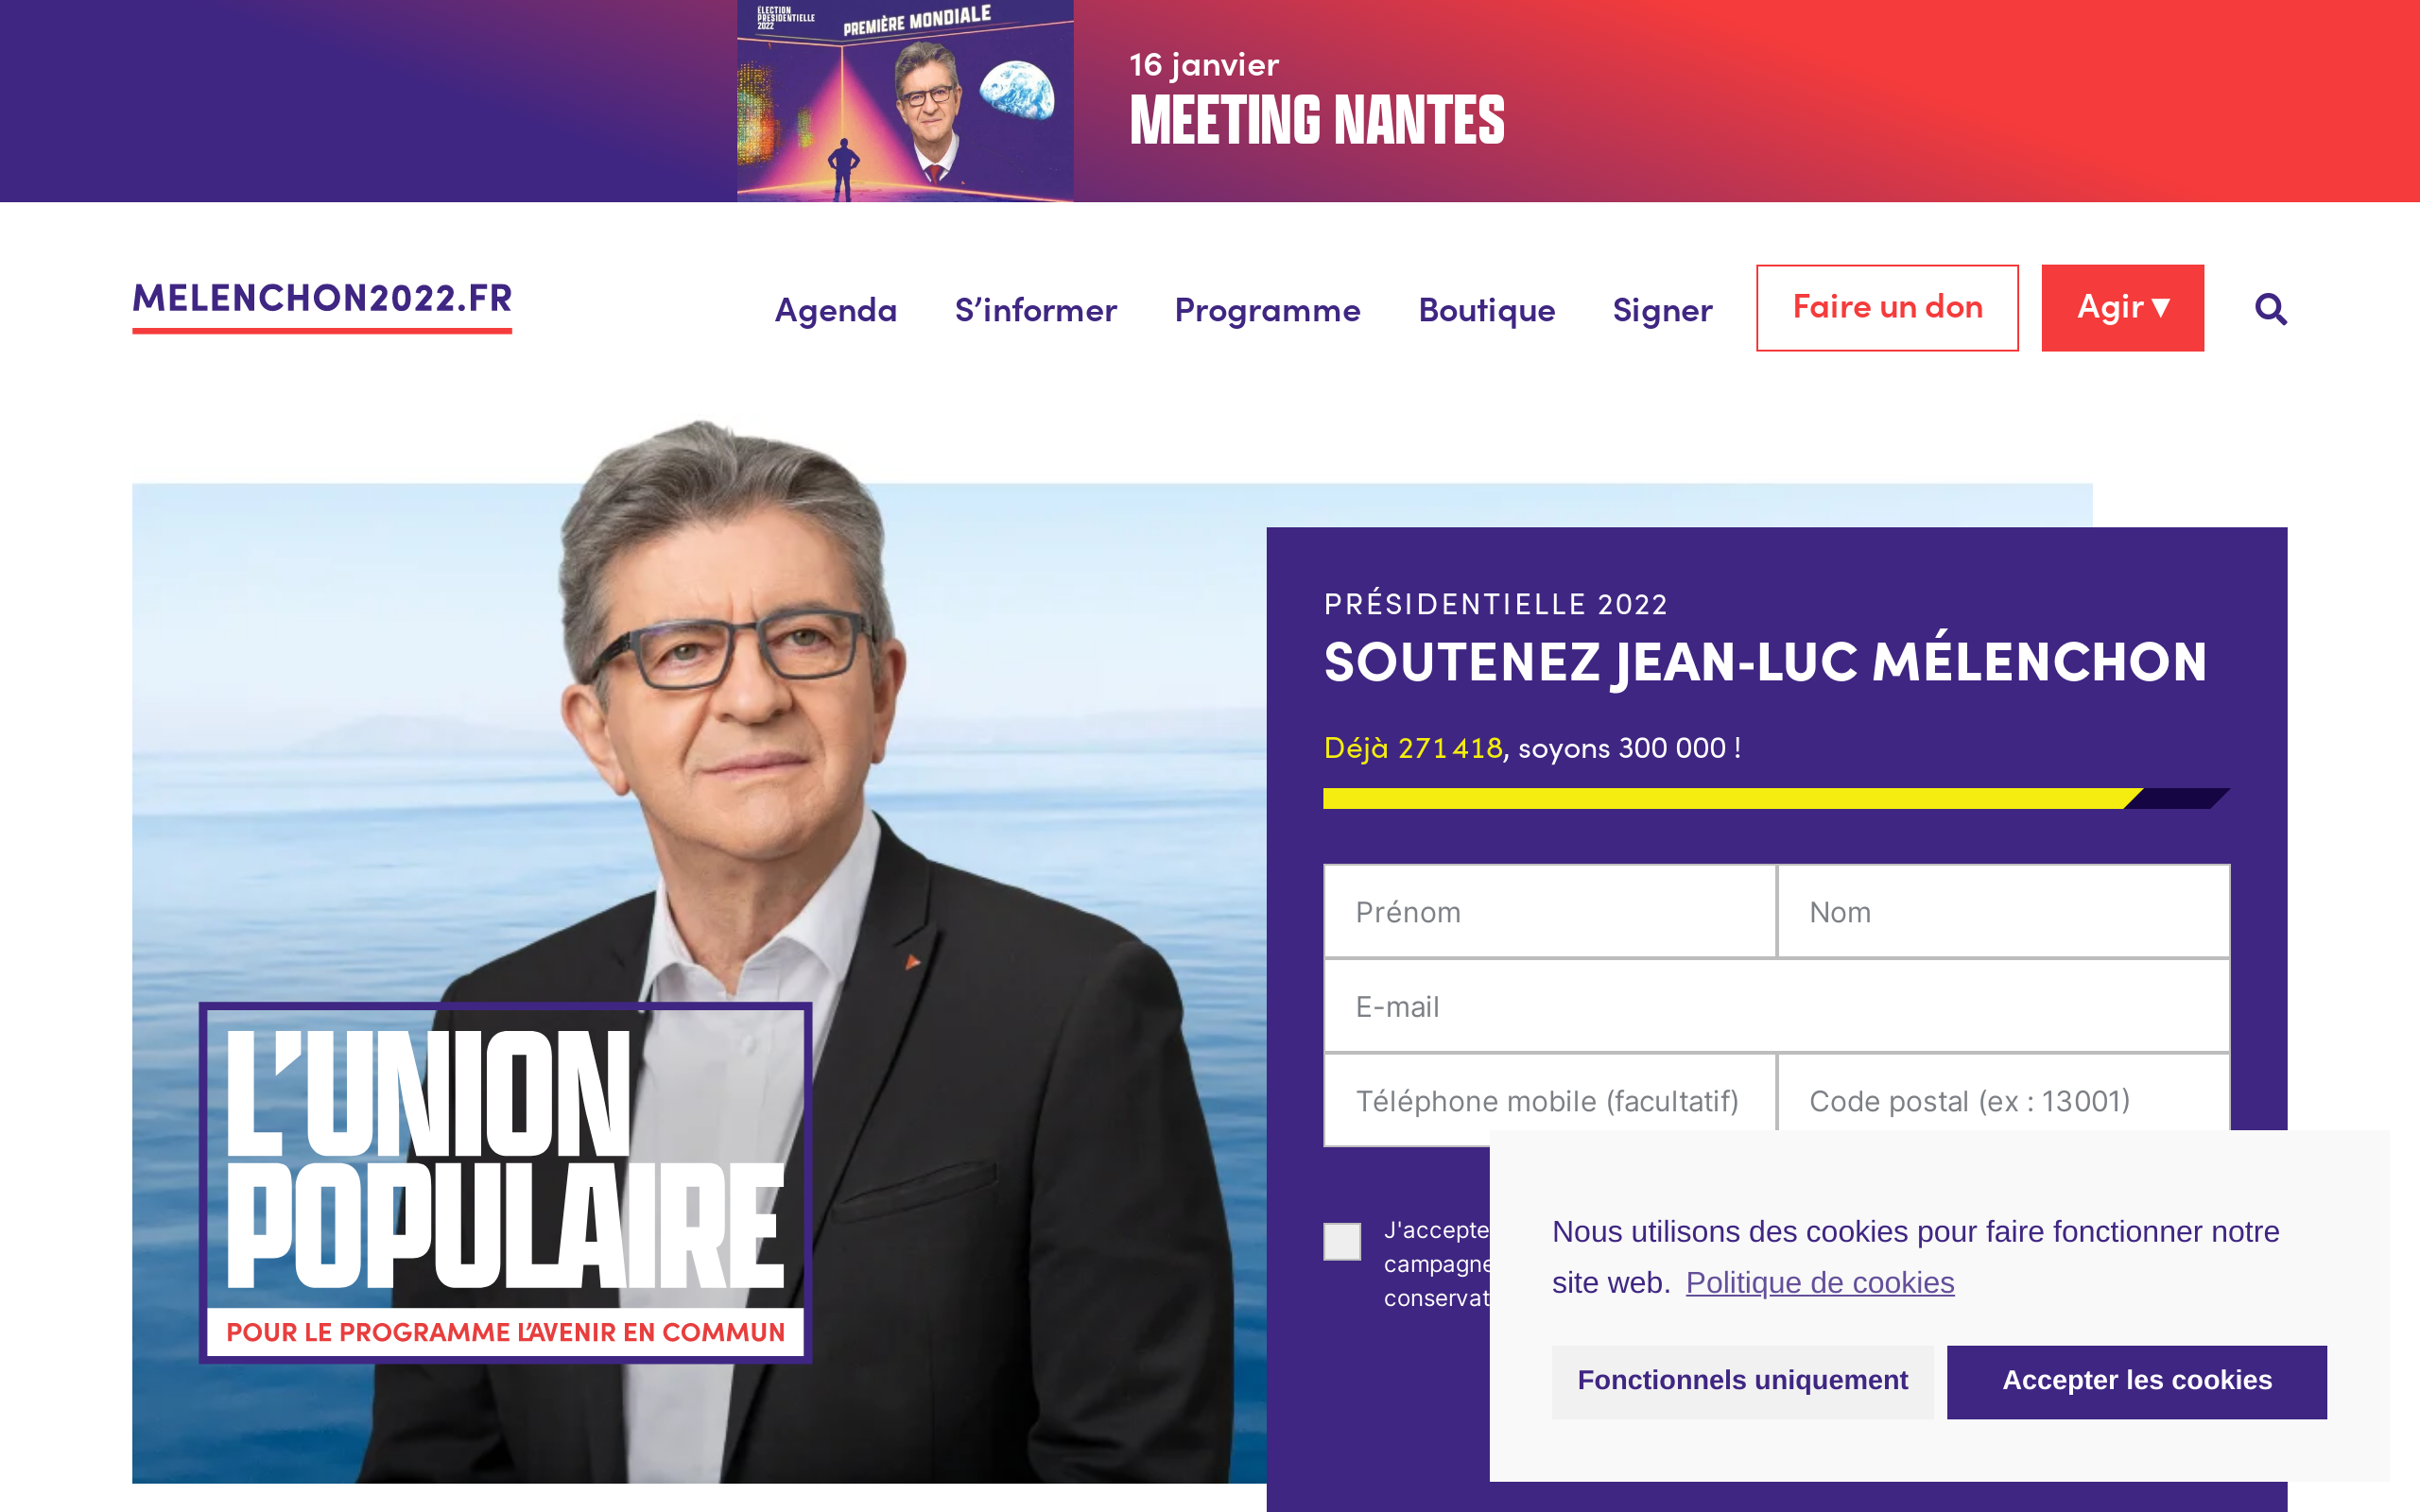 ÉLECTION
PRÉSIDENTIELLE
2022
PREMIÈRE MONDIALE
16 janvier
MEETING NANTES
MELENCHON2022.FR
Agenda
S’informer
Programme
Boutique
Signer
Faire un don
Agir ▾
PRÉSIDENTIELLE 2022
SOUTENEZ JEAN-LUC MÉLENCHON
Déjà 271 418, soyons 300 000 !
Prénom
Nom
E-mail
Téléphone mobile (facultatif)
Code postal (ex : 13001)
J'accepte
campagne
conservat
L’UNION
POPULAIRE
POUR LE PROGRAMME L’AVENIR EN COMMUN
Nous utilisons des cookies pour faire fonctionner notre
site web. Politique de cookies
Fonctionnels uniquement
Accepter les cookies